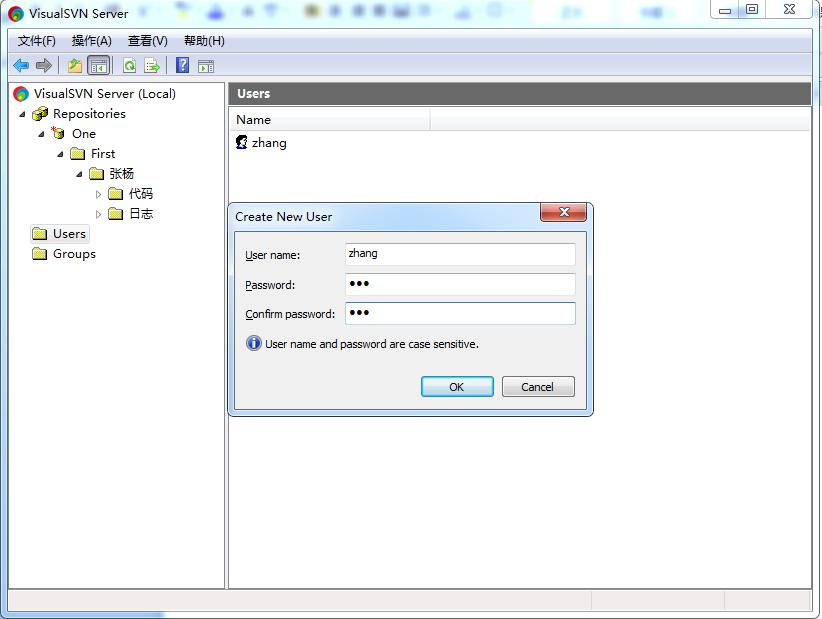 VisualSVN Server
文件(F) 操作(A) 查看(V) 帮助(H)
VisualSVN Server (Local)
Repositories
One
First
张杨
代码
日志
Users
Groups
Users
Name
zhang
Create New User
User name: zhang
Password: •••
Confirm password: •••
User name and password are case sensitive.
OK Cancel